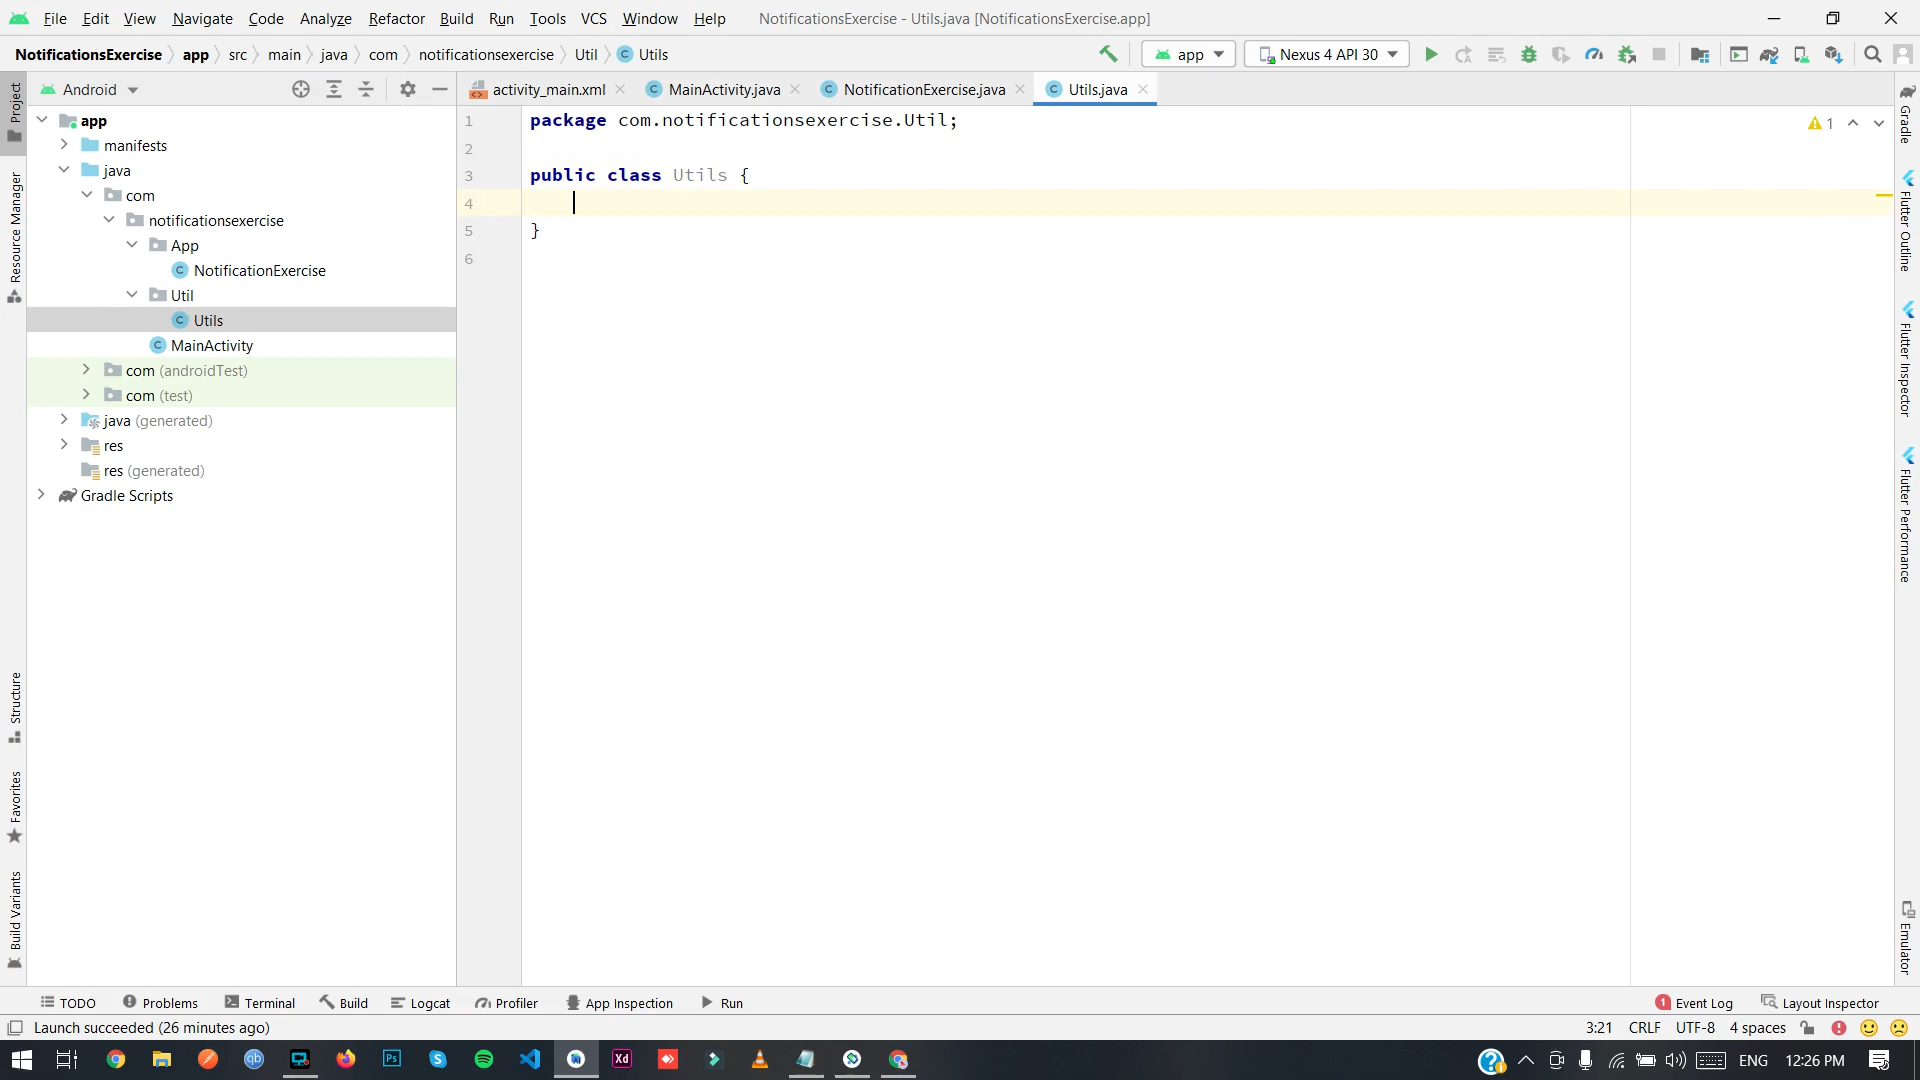 File Edit View Navigate Code Analyze Refactor Build Run Tools VCS Window Help NotificationsExercise - Utils.java [NotificationsExercise.app]
NotificationsExercise app src main java com notificationsexercise Util C Utils app Nexus 4 API 30
Android
activity_main.xml C MainActivity.java C NotificationExercise.java C Utils.java
app
manifests
java
com
notificationsexercise
App
C NotificationExercise
Util
C Utils
C MainActivity
com (androidTest)
com (test)
java (generated)
res
res (generated)
Gradle Scripts
1 package com.notificationsexercise.Util;
2
3 public class Utils {
4
5 }
6
1
Project
Resource Manager
Structure
Favorites
Build Variants
Gradle
Flutter Outline
Flutter Inspector
Flutter Performance
Emulator
TODO Problems Terminal Build Logcat Profiler App Inspection Run 1 Event Log Layout Inspector
Launch succeeded (26 minutes ago) 3:21 CRLF UTF-8 4 spaces
qb Ps S Xd ENG 12:26 PM